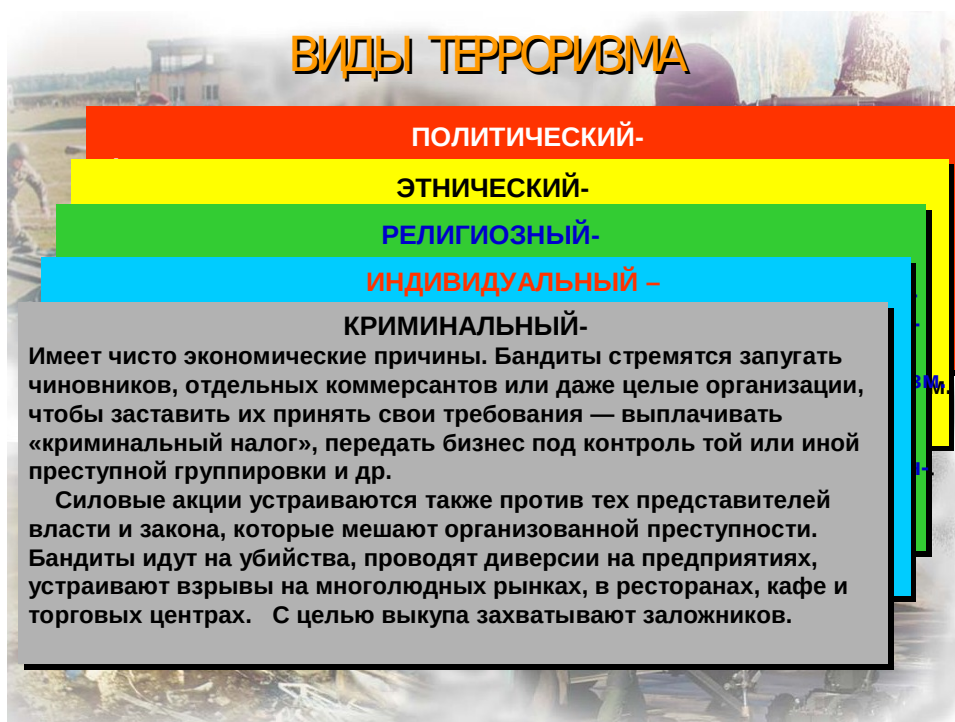 ВИДЫ ТЕРРОРИЗМА
ПОЛИТИЧЕСКИЙ-
ЭТНИЧЕСКИЙ-
РЕЛИГИОЗНЫЙ-
ИНДИВИДУАЛЬНЫЙ –
КРИМИНАЛЬНЫЙ-
Имеет чисто экономические причины. Бандиты стремятся запугать
чиновников, отдельных коммерсантов или даже целые организации,
чтобы заставить их принять свои требования — выплачивать
«криминальный налог», передать бизнес под контроль той или иной
преступной группировки и др.
Силовые акции устраиваются также против тех представителей
власти и закона, которые мешают организованной преступности.
Бандиты идут на убийства, проводят диверсии на предприятиях,
устраивают взрывы на многолюдных рынках, в ресторанах, кафе и
торговых центрах. С целью выкупа захватывают заложников.